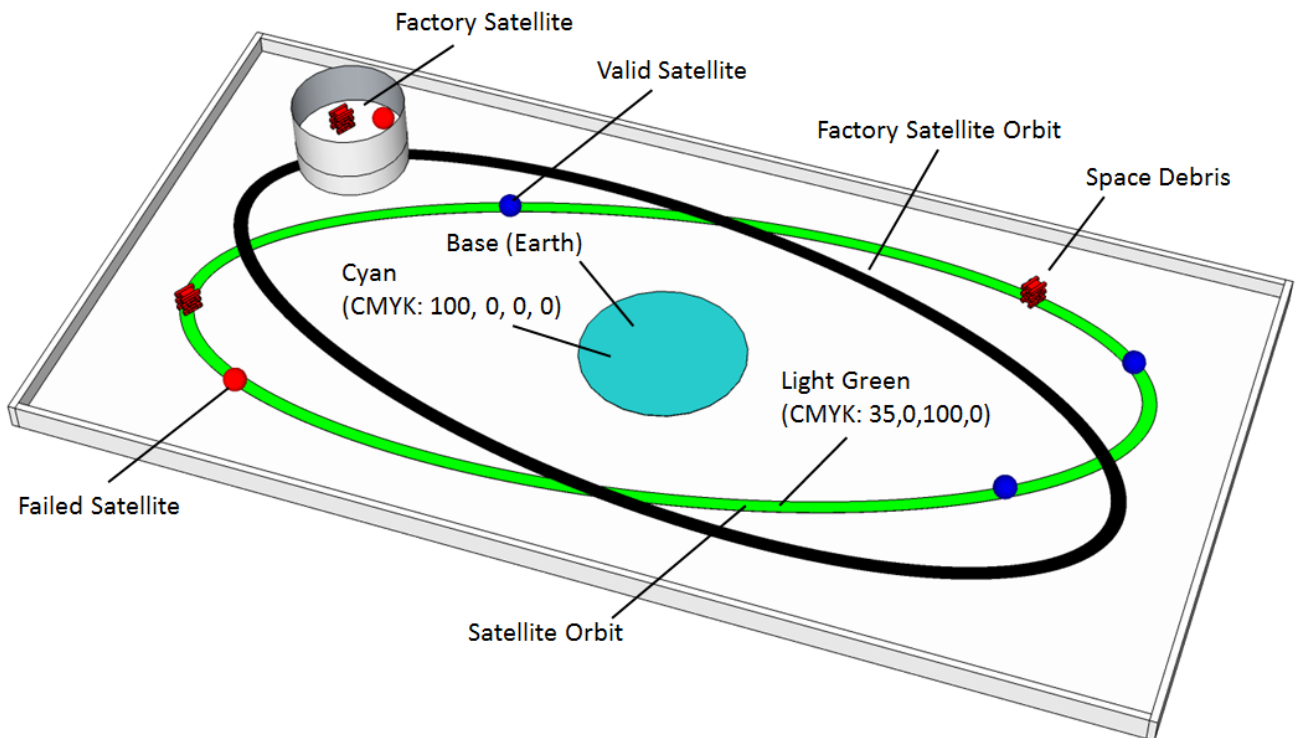 Factory Satellite
Valid Satellite
Factory Satellite Orbit
Space Debris
Base (Earth)
Cyan
(CMYK: 100, 0, 0, 0)
Light Green
(CMYK: 35,0,100,0)
Failed Satellite
Satellite Orbit